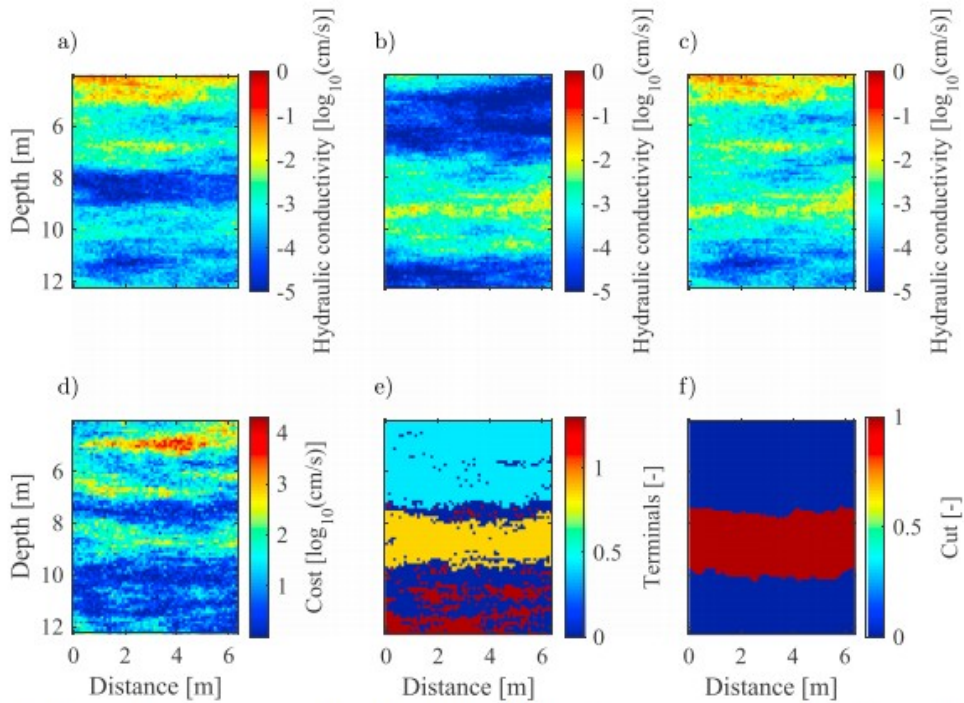 a)
b)
c)
0
-1
-2
-3
-4
-5
Hydraulic conductivity [log10(cm/s)]
0
-1
-2
-3
-4
-5
Hydraulic conductivity [log10(cm/s)]
0
-1
-2
-3
-4
-5
Hydraulic conductivity [log10(cm/s)]
Depth [m]
6
8
10
12
d)
e)
f)
4
3
2
1
Cost [log10(cm/s)]
1
0.5
0
Terminals [-]
1
0.5
0
Cut [-]
Depth [m]
6
8
10
12
0 2 4 6
0 2 4 6
0 2 4 6
Distance [m]
Distance [m]
Distance [m]